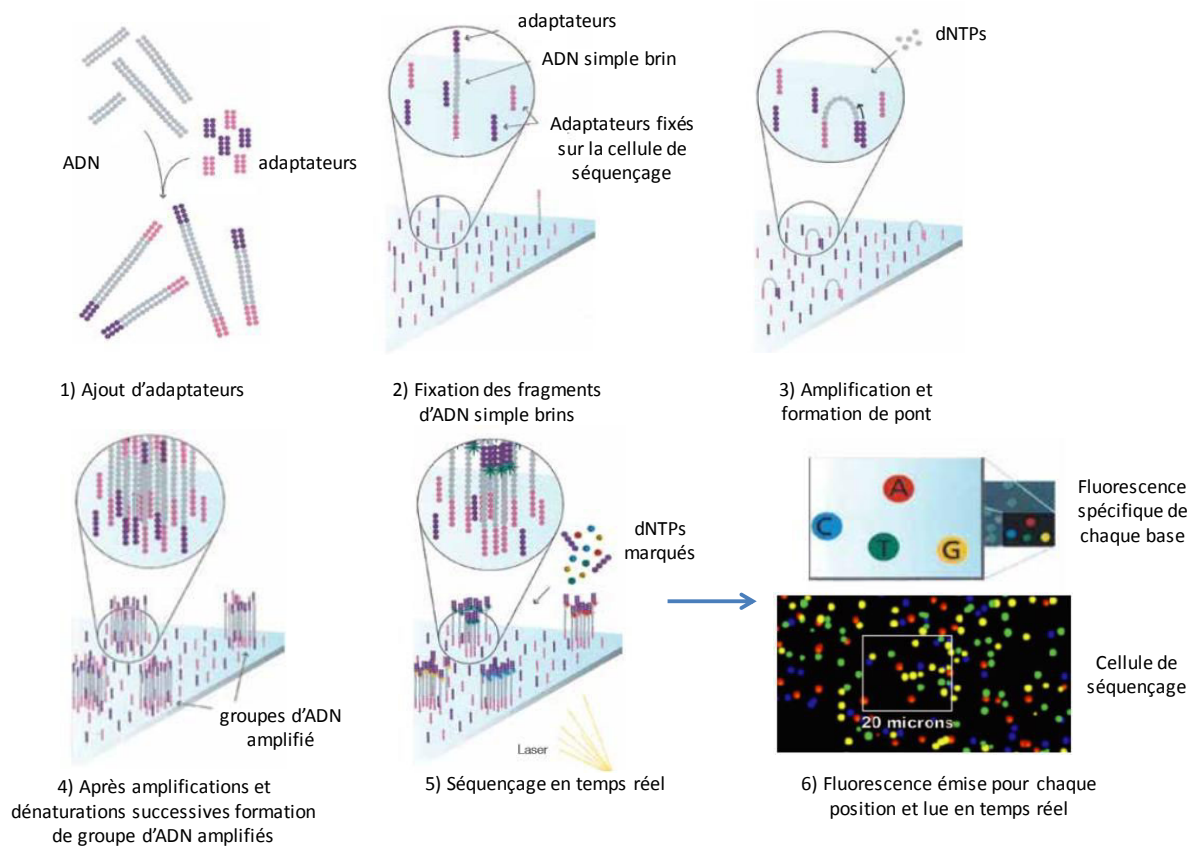 ADN
adaptateurs
1) Ajout d'adaptateurs
adaptateurs
ADN simple brin
Adaptateurs fixés
sur la cellule de
séquençage
2) Fixation des fragments
d'ADN simple brins
dNTPs
3) Amplification et
formation de pont
groupes d'ADN
amplifié
4) Après amplifications et
dénaturations successives formation
de groupe d'ADN amplifiés
dNTPs
marqués
Laser
5) Séquençage en temps réel
A
C
T
G
Fluorescence
spécifique de
chaque base
20 microns
Cellule de
séquençage
6) Fluorescence émise pour chaque
position et lue en temps réel